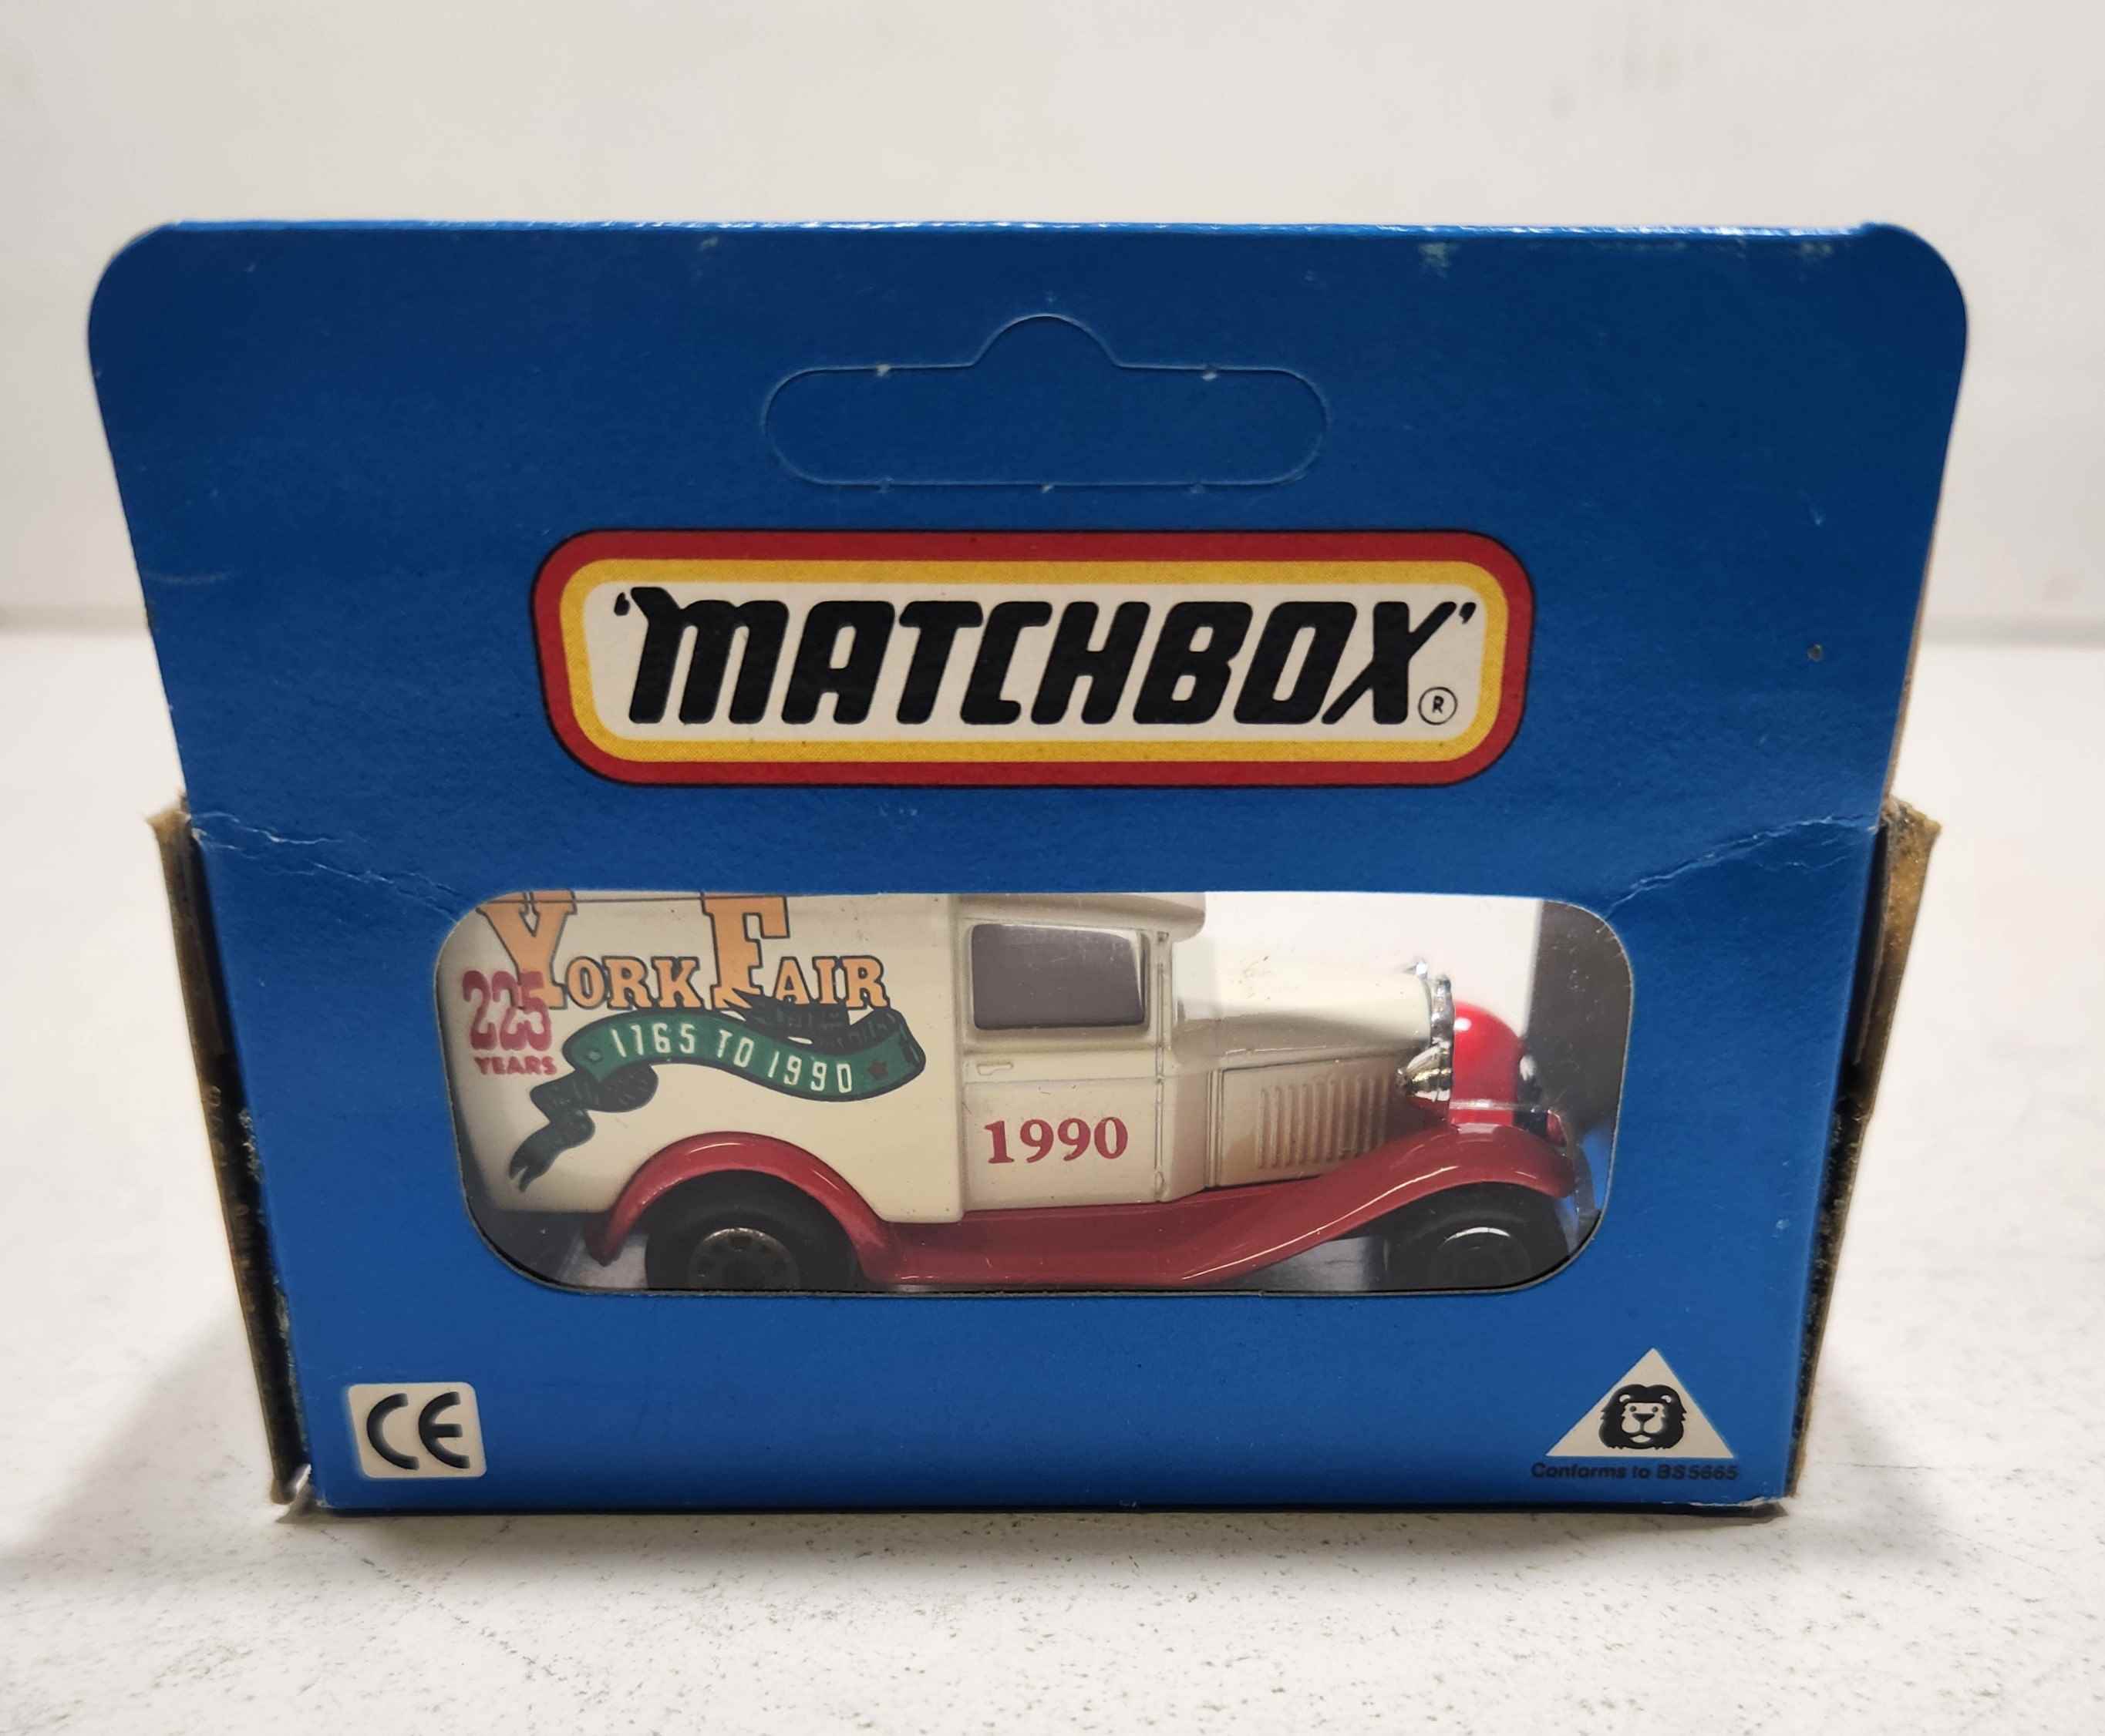 'MATCHBOX'®
YORK FAIR
225
YEARS
1765 TO 1990
1990
CE
Conforms to BS5665